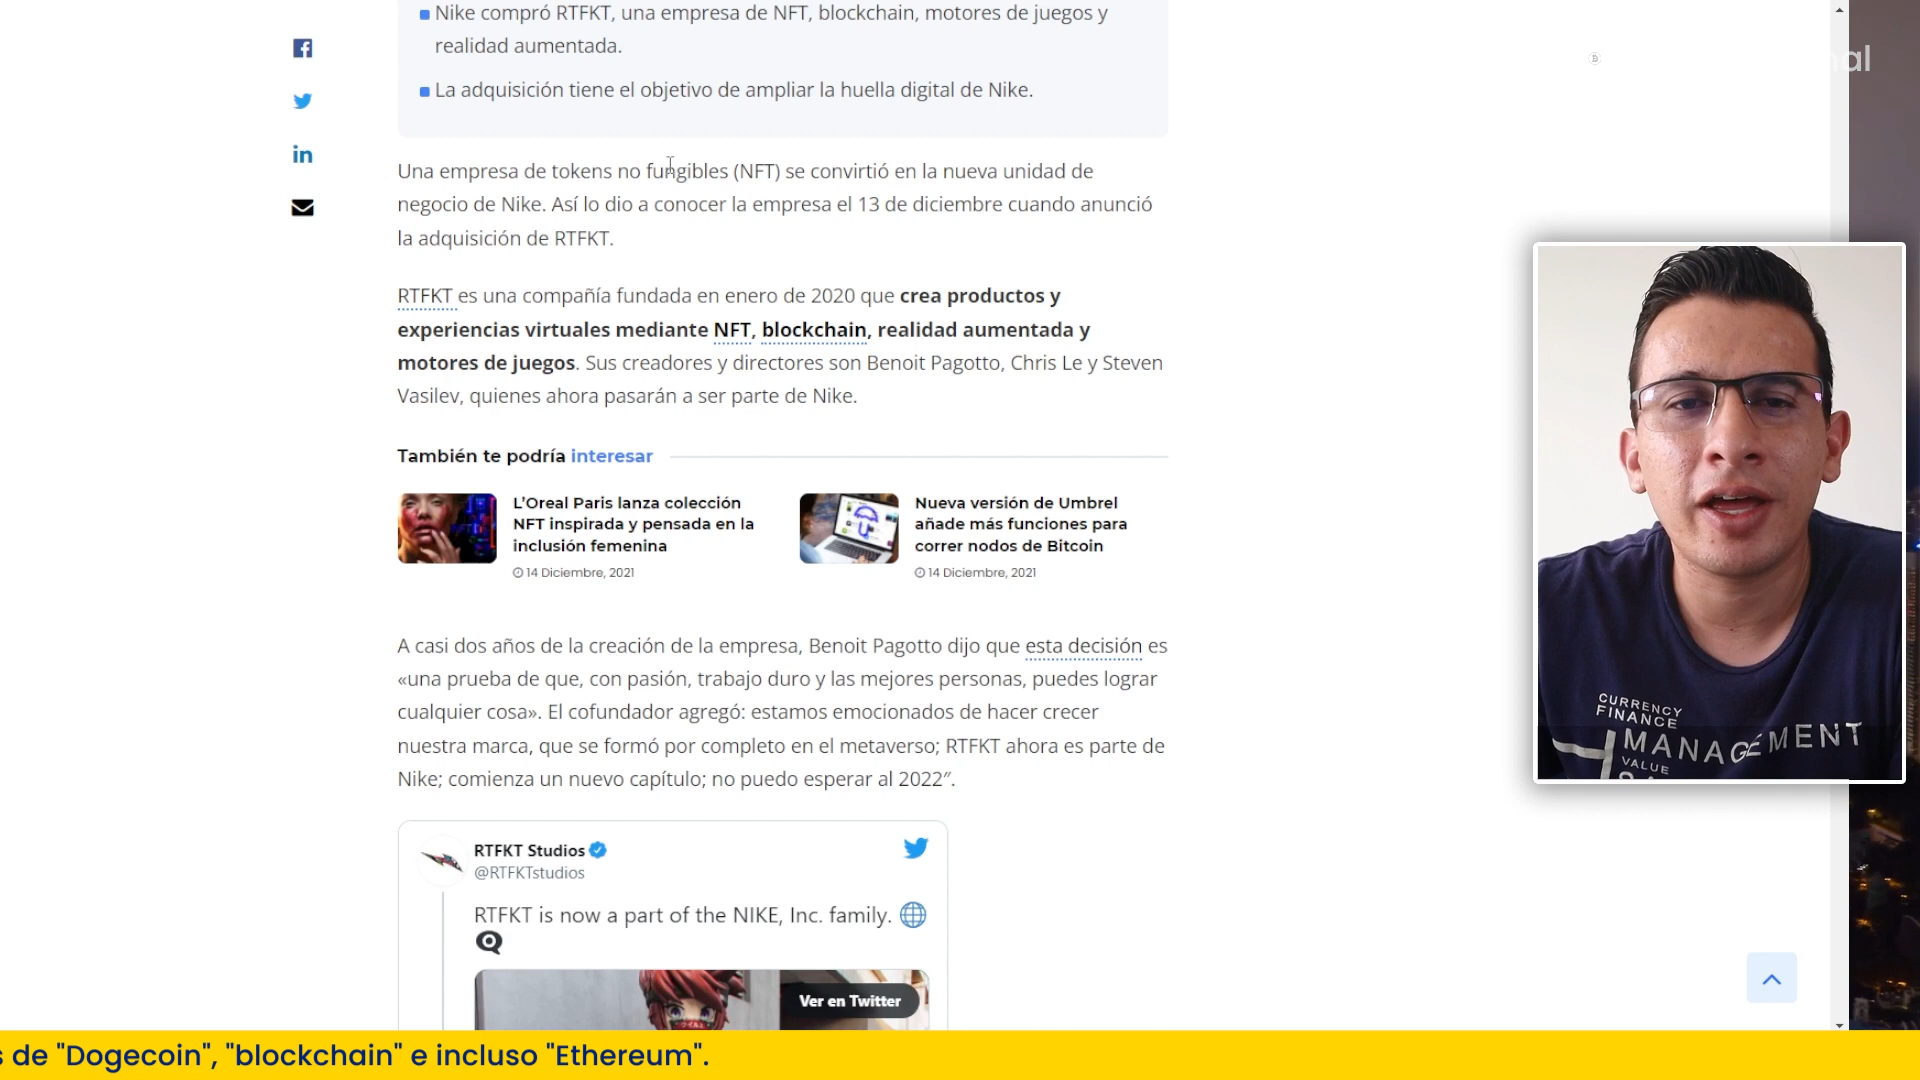 Nike compró RTFKT, una empresa de NFT, blockchain, motores de juegos y
realidad aumentada.
La adquisición tiene el objetivo de ampliar la huella digital de Nike.
Una empresa de tokens no fungibles (NFT) se convirtió en la nueva unidad de
negocio de Nike. Así lo dio a conocer la empresa el 13 de diciembre cuando anunció
la adquisición de RTFKT.
RTFKT es una compañía fundada en enero de 2020 que crea productos y
experiencias virtuales mediante NFT, blockchain, realidad aumentada y
motores de juegos. Sus creadores y directores son Benoit Pagotto, Chris Le y Steven
Vasilev, quienes ahora pasarán a ser parte de Nike.
También te podría interesar
L’Oreal Paris lanza colección
NFT inspirada y pensada en la
inclusión femenina
14 Diciembre, 2021
Nueva versión de Umbrel
añade más funciones para
correr nodos de Bitcoin
14 Diciembre, 2021
A casi dos años de la creación de la empresa, Benoit Pagotto dijo que esta decisión es
«una prueba de que, con pasión, trabajo duro y las mejores personas, puedes lograr
cualquier cosa». El cofundador agregó: estamos emocionados de hacer crecer
nuestra marca, que se formó por completo en el metaverso; RTFKT ahora es parte de
Nike; comienza un nuevo capítulo; no puedo esperar al 2022″.
RTFKT Studios
@RTFKTstudios
RTFKT is now a part of the NIKE, Inc. family.
Ver en Twitter
CURRENCY
FINANCE
MANAGEMENT
VALUE
de "Dogecoin", "blockchain" e incluso "Ethereum".